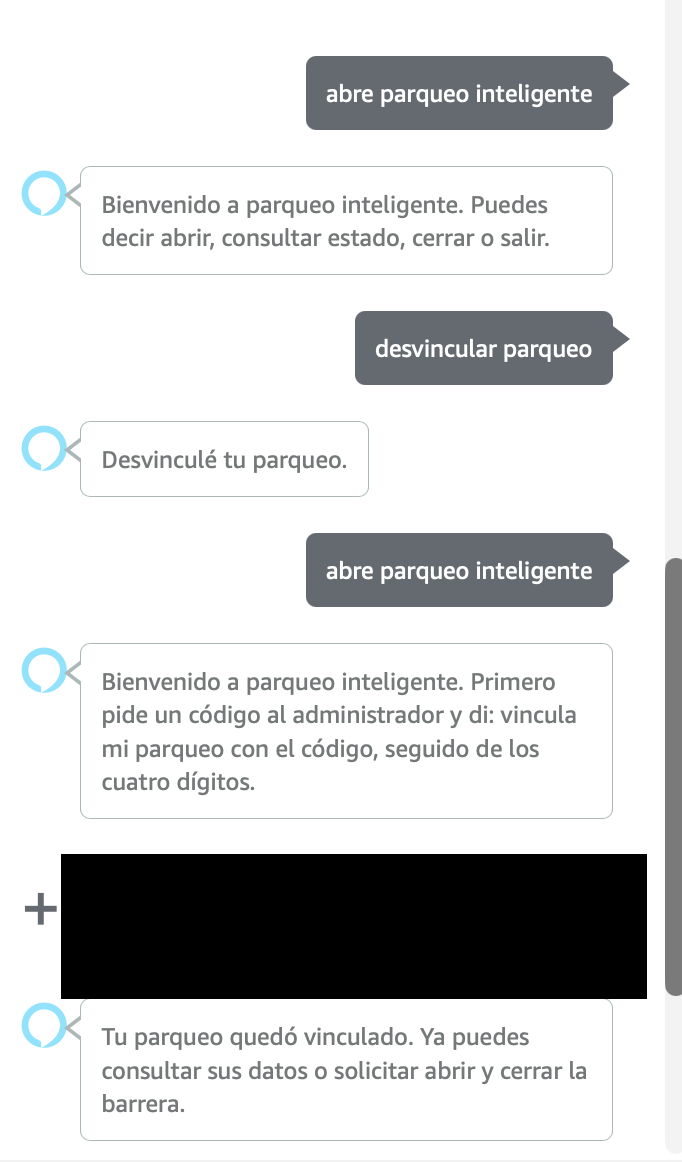 abre parqueo inteligente
Bienvenido a parqueo inteligente. Puedes
decir abrir, consultar estado, cerrar o salir.
desvincular parqueo
Desvinculé tu parqueo.
abre parqueo inteligente
Bienvenido a parqueo inteligente. Primero
pide un código al administrador y di: vincula
mi parqueo con el código, seguido de los
cuatro dígitos.
Tu parqueo quedó vinculado. Ya puedes
consultar sus datos o solicitar abrir y cerrar la
barrera.